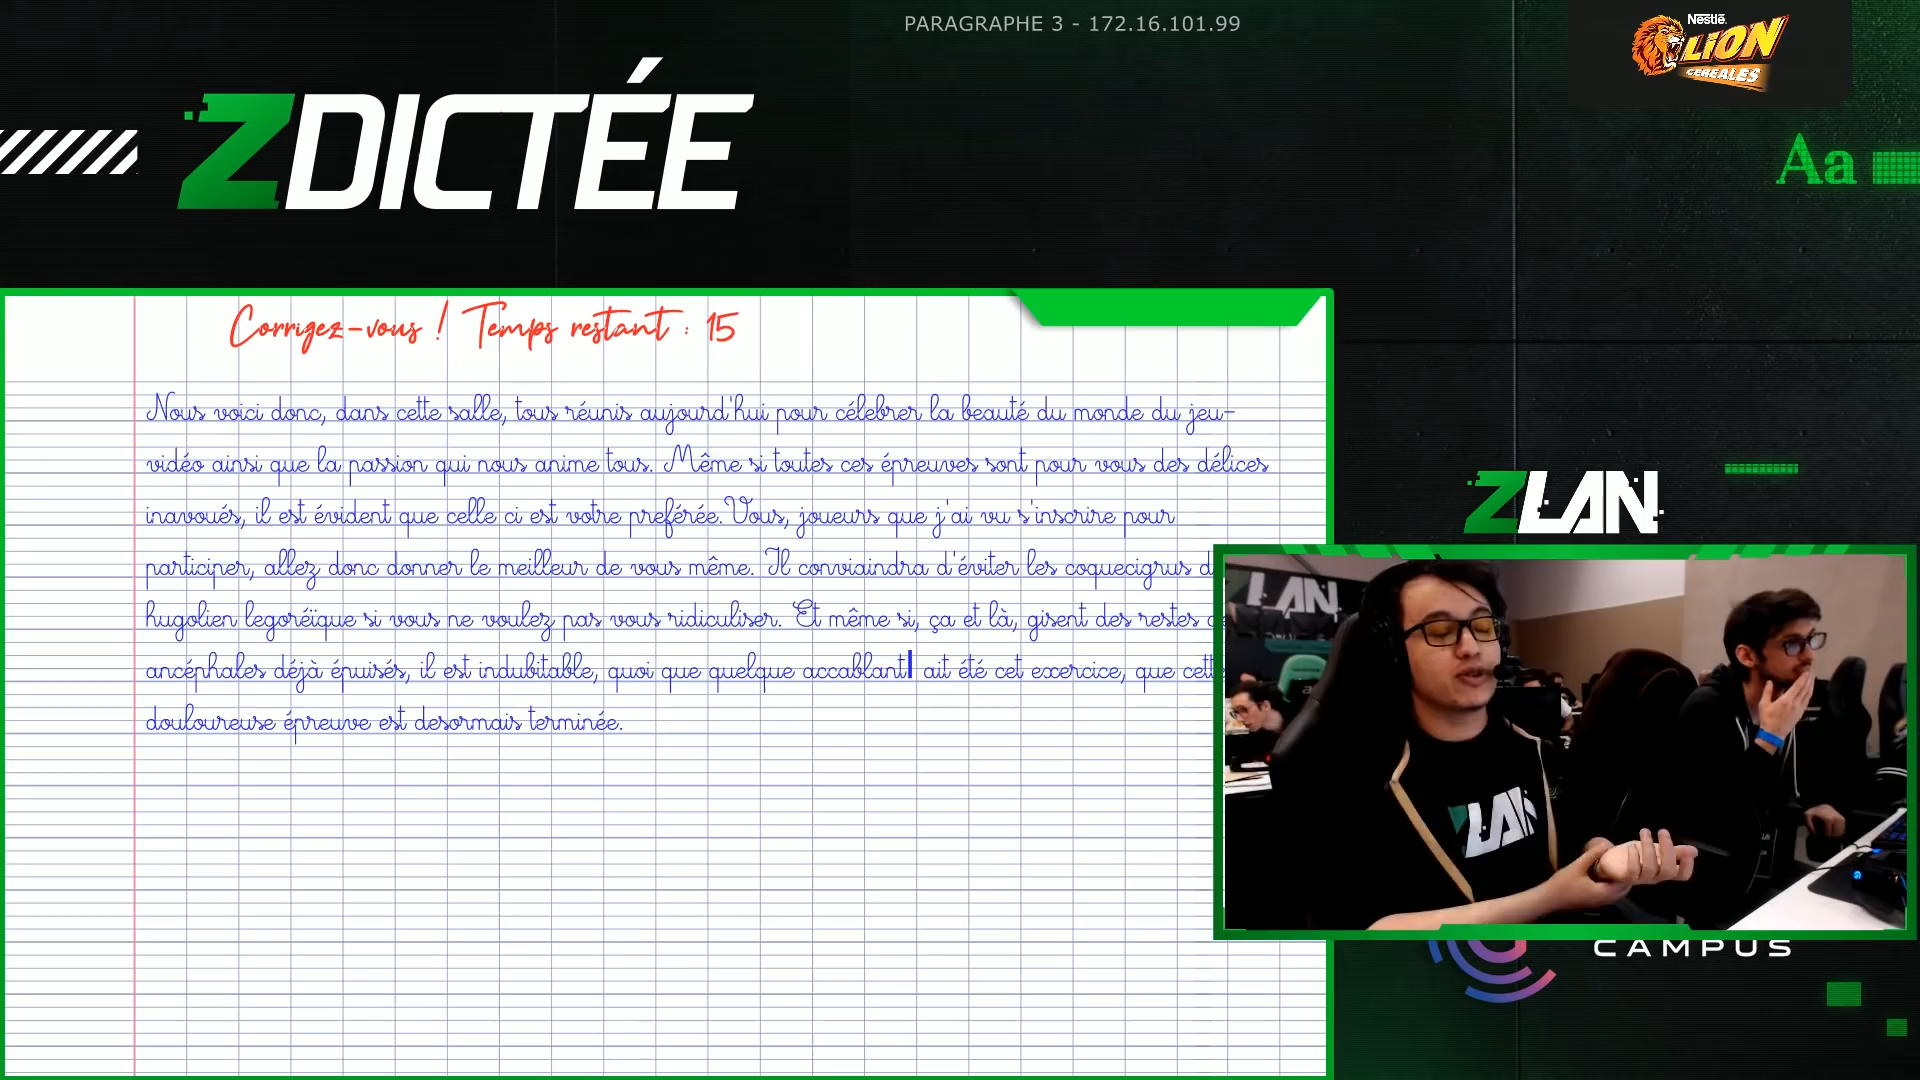 PARAGRAPHE 3 - 172.16.101.99
Nestlé
LION
CEREALES
ZDICTÉE
Aa
Corrigez-vous ! Temps restant : 15
Nous voici donc, dans cette salle, tous réunis aujourd'hui pour célebrer la beauté du monde du jeu-
vidéo ainsi que la passion qui nous anime tous. Même si toutes ces épreuves sont pour vous des délices
inavoués, il est évident que celle ci est votre preférée. Vous, joueurs que j'ai vu s'inscrire pour
participer, allez donc donner le meilleur de vous même. Il conviaindra d'éviter les coquecigrus
hugolien legoréïque si vous ne voulez pas vous ridiculiser. Et même si, ça et là, gisent des restes
ancéphales déjà épuisés, il est indubitable, quoi que quelque accablant ait été cet exercice, que cette
douloureuse épreuve est desormais terminée.
ZLAN
LAN
ZLAN
CAMPUS